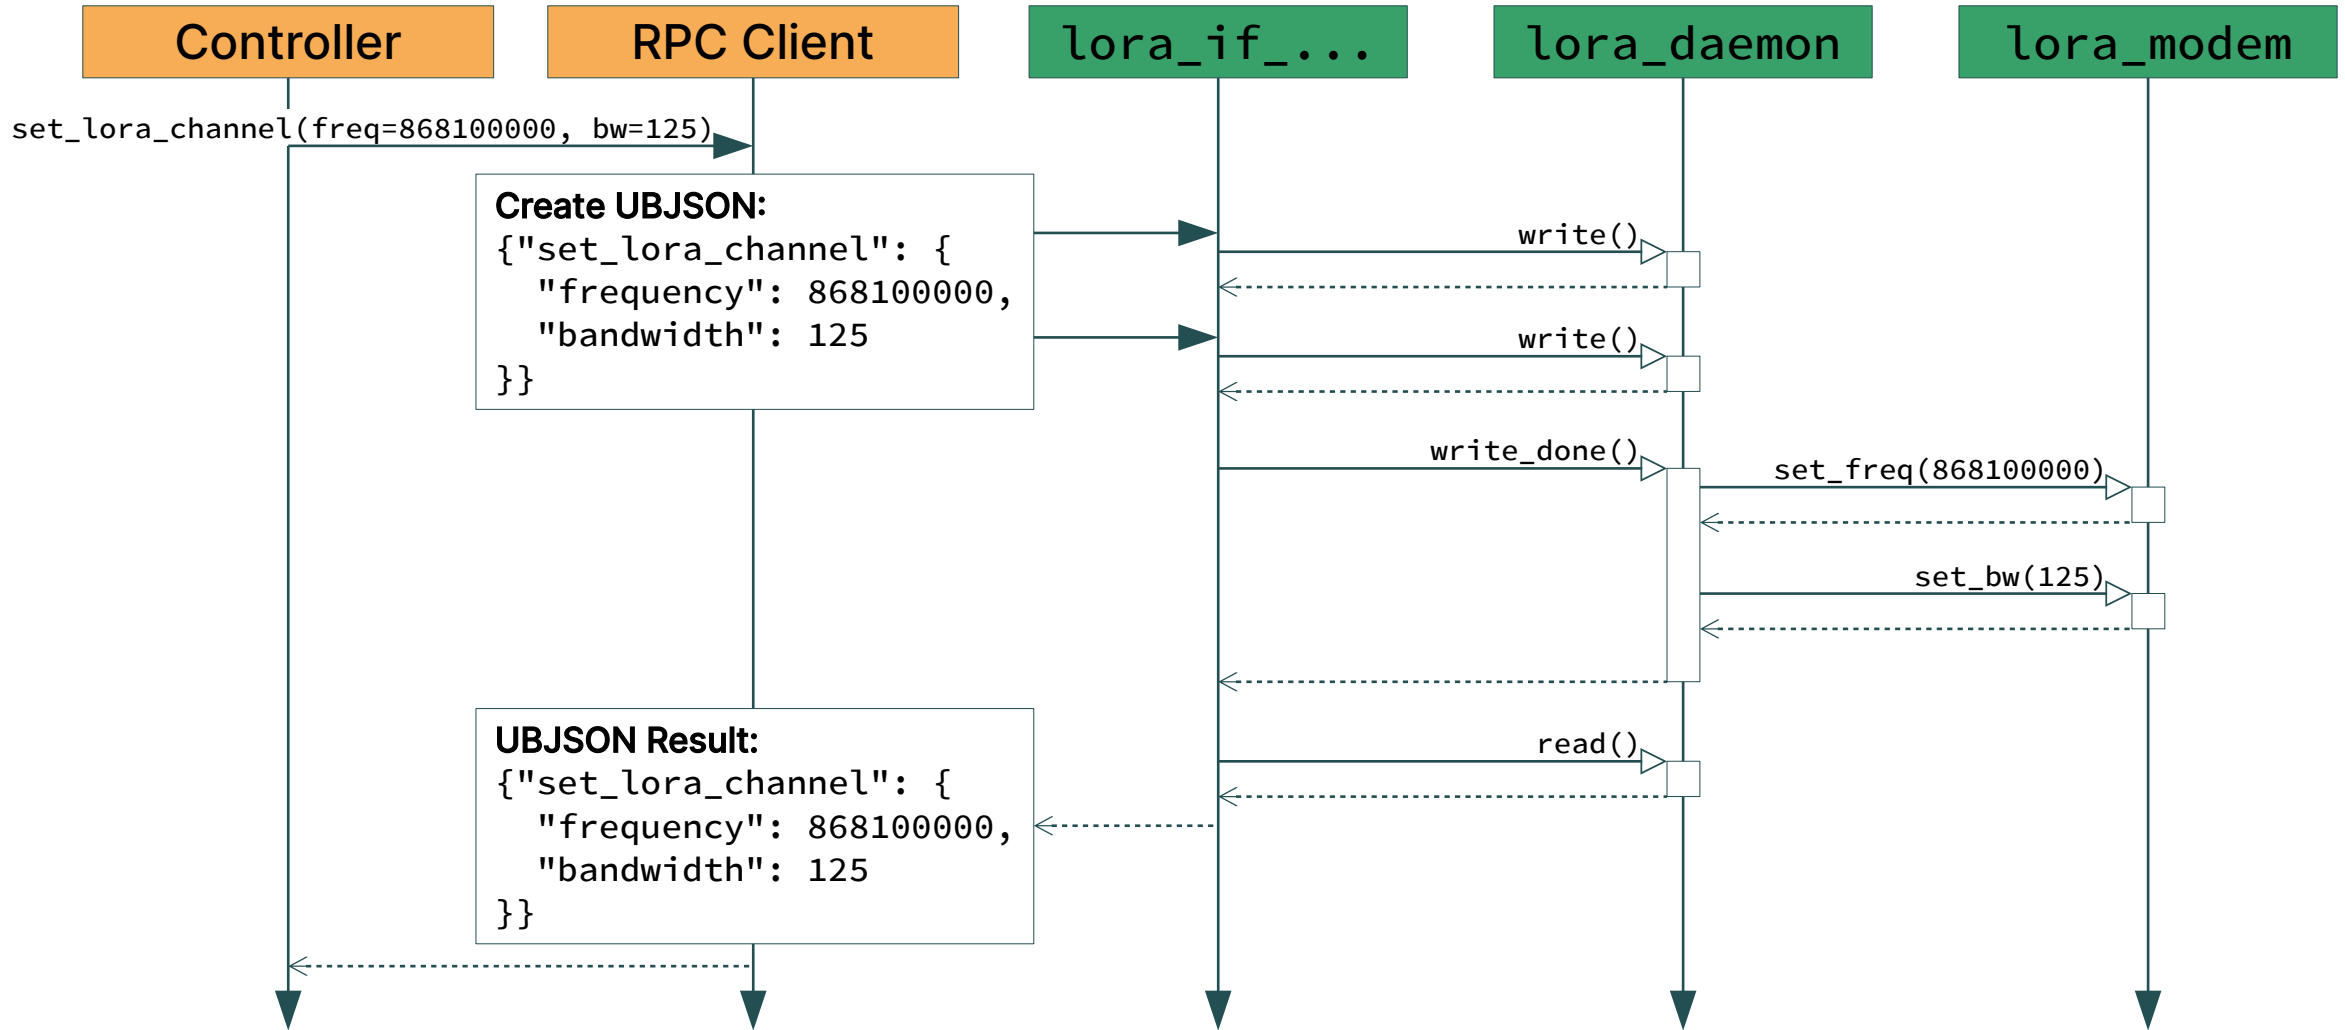 Controller
RPC Client
lora_if_...
lora_daemon
lora_modem
set_lora_channel(freq=868100000, bw=125)
Create UBJSON:
{"set_lora_channel": {
"frequency": 868100000,
"bandwidth": 125
}}
write()
write()
write_done()
set_freq(868100000)
set_bw(125)
UBJSON Result:
{"set_lora_channel": {
"frequency": 868100000,
"bandwidth": 125
}}
read()